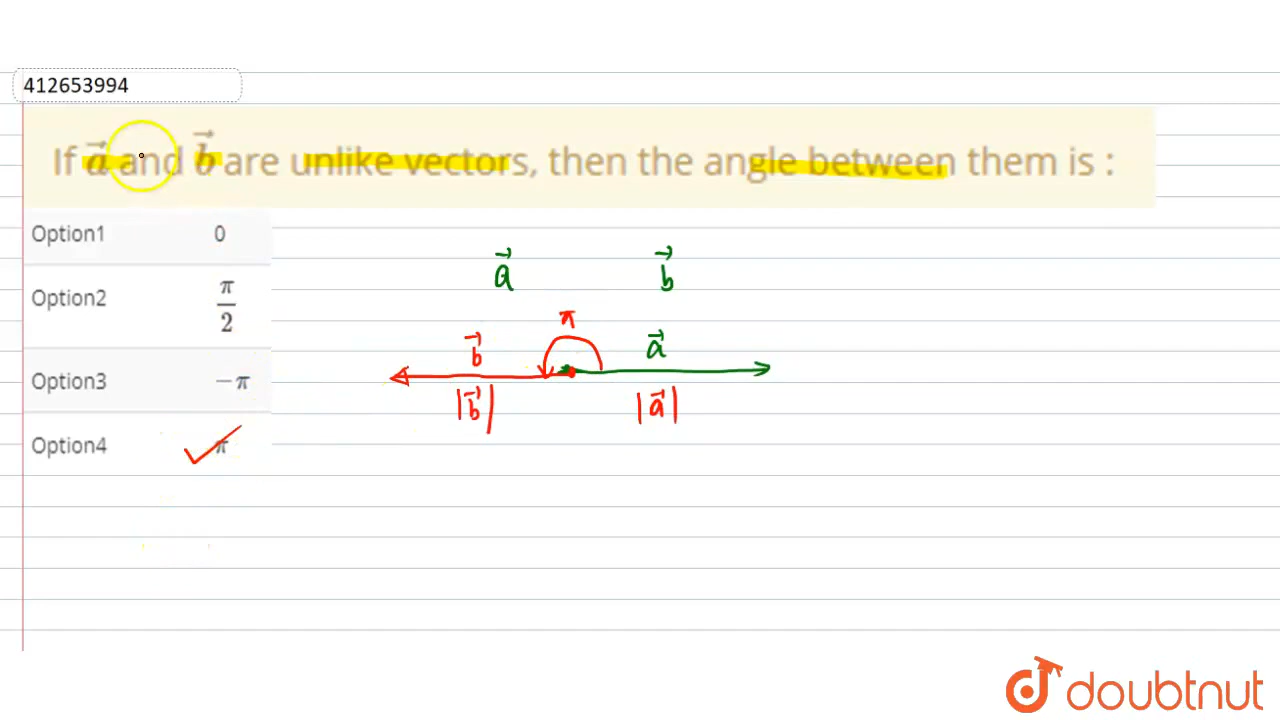 412653994
If a⃗ and b⃗ are unlike vectors, then the angle between them is :
Option1 0
Option2 π/2
Option3 −π
Option4 π
a⃗ b⃗
π
b⃗ a⃗
|b⃗| |a⃗|
doubtnut